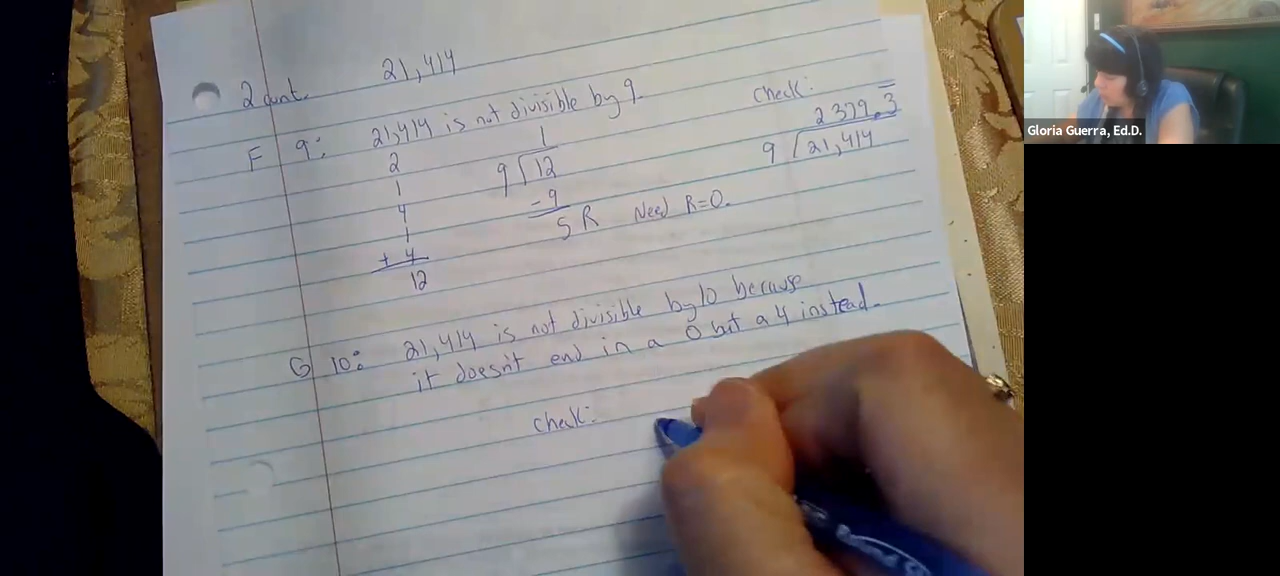 2 cont. 21,414
F 9: 21,414 is not divisible by 9.
2
1
4
1
+ 4
12
1
9 12
- 9
5 R Need R=0.
Check:
2379.3
9 21,414
G 10: 21,414 is not divisible by 10 because
it doesn't end in a 0 but a 4 instead.
Check:
Gloria Guerra, Ed.D.